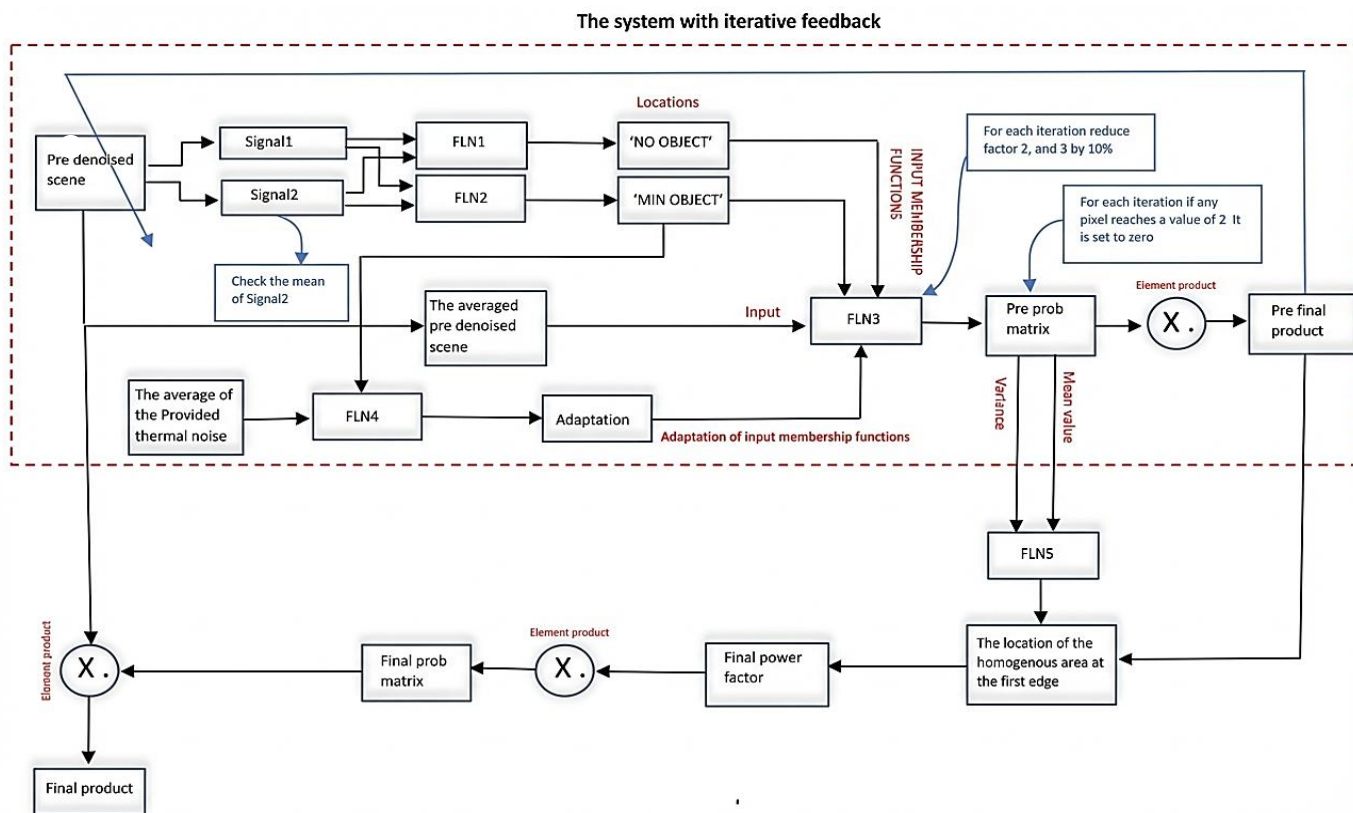 The system with iterative feedback
Locations
Pre denoised
scene
Signal1
Signal2
FLN1
FLN2
'NO OBJECT'
'MIN OBJECT'
INPUT MEMBERSHIP
FUNCTIONS
For each iteration reduce
factor 2, and 3 by 10%
For each iteration if any
pixel reaches a value of 2 It
is set to zero
Check the mean
of Signal2
The averaged
pre denoised
scene
Input
FLN3
Pre prob
matrix
Element product
X .
Pre final
product
The average of
the Provided
thermal noise
FLN4
Adaptation
Adaptation of input membership functions
Variance
Mean value
FLN5
The location of the
homogenous area at
the first edge
Final power
factor
Element product
X .
Final prob
matrix
Element product
X .
Final product